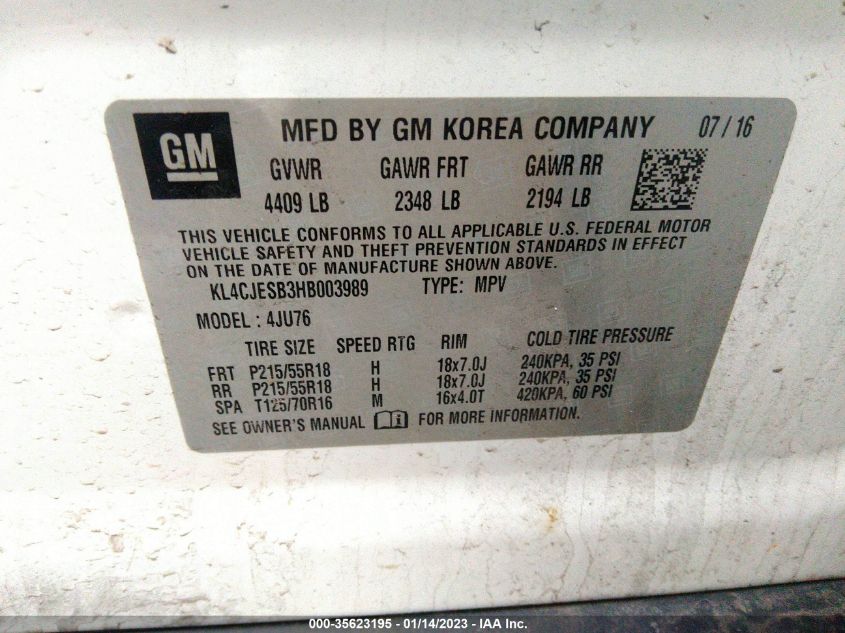 GM
MFD BY GM KOREA COMPANY 07/16
GVWR GAWR FRT GAWR RR
4409 LB 2348 LB 2194 LB
THIS VEHICLE CONFORMS TO ALL APPLICABLE U.S. FEDERAL MOTOR
VEHICLE SAFETY AND THEFT PREVENTION STANDARDS IN EFFECT
ON THE DATE OF MANUFACTURE SHOWN ABOVE.
KL4CJESB3HB003989 TYPE: MPV
MODEL: 4JU76
TIRE SIZE SPEED RTG RIM COLD TIRE PRESSURE
FRT P215/55R18 H 18x7.0J 240KPA, 35 PSI
RR P215/55R18 H 18x7.0J 240KPA, 35 PSI
SPA T125/70R16 M 16x4.0T 420KPA, 60 PSI
SEE OWNER'S MANUAL FOR MORE INFORMATION.
000-35623195 - 01/14/2023 - IAA Inc.